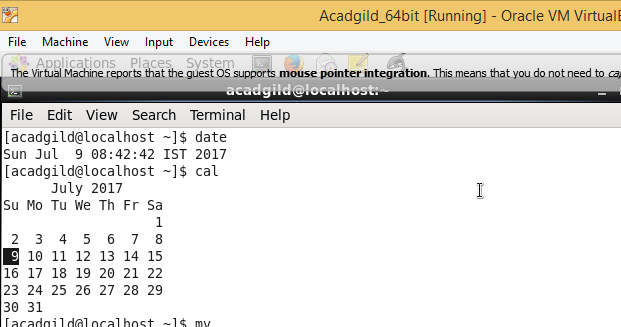 Acadgild_64bit [Running] - Oracle VM Virtual
File Machine View Input Devices Help
Applications Places System
The Virtual Machine reports that the guest OS supports mouse pointer integration. This means that you do not need to
acadgild@localhost:~
File Edit View Search Terminal Help
[acadgild@localhost ~]$ date
Sun Jul  9 08:42:42 IST 2017
[acadgild@localhost ~]$ cal
      July 2017
Su Mo Tu We Th Fr Sa
                   1
 2  3  4  5  6  7  8
 9 10 11 12 13 14 15
16 17 18 19 20 21 22
23 24 25 26 27 28 29
30 31
[acadgild@localhost ~]$ my